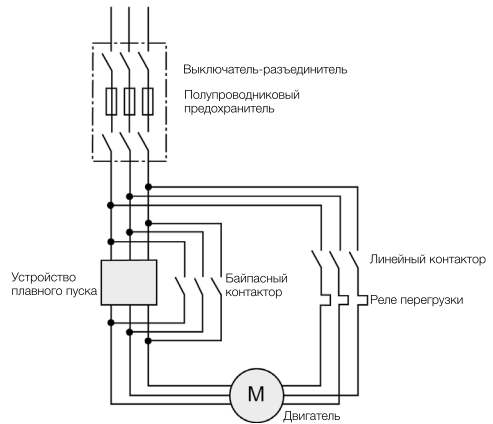 Выключатель-разъединитель
Полупроводниковый
предохранитель
Линейный контактор
Устройство
плавного пуска
Байпасный
контактор
Реле перегрузки
M
Двигатель